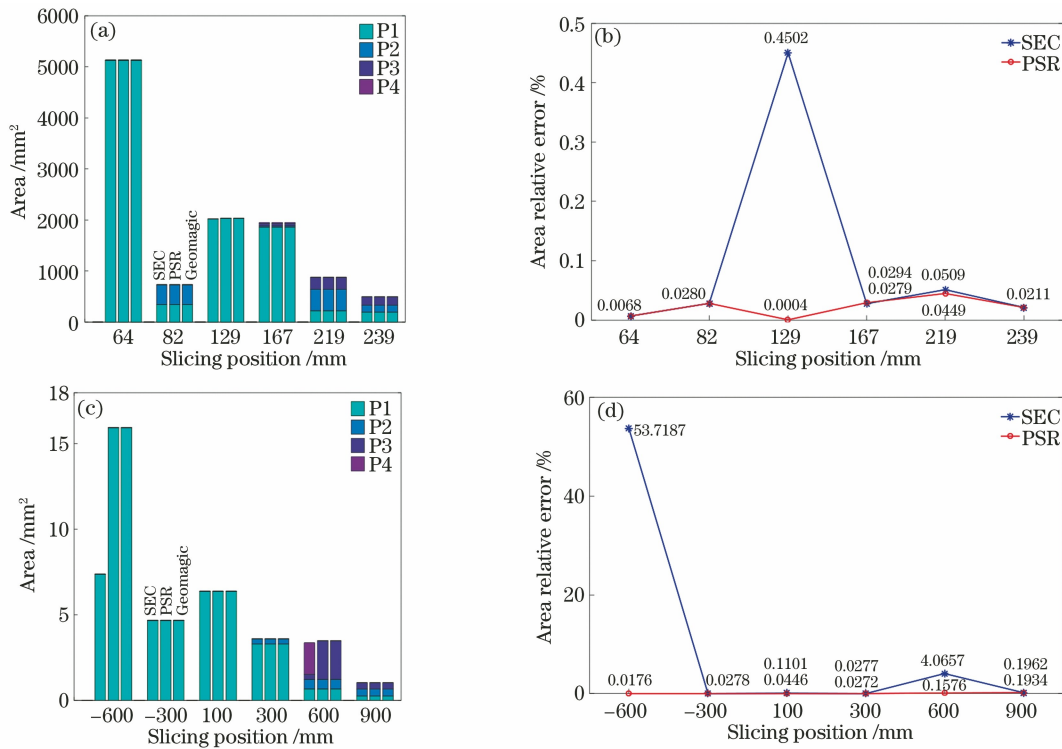 (a)
P1
P2
P3
P4
6000
5000
4000
3000
2000
1000
0
Area /mm²
SEC
PSR
Geomagic
64 82 129 167 219 239
Slicing position /mm
(b)
SEC
PSR
0.5
0.4
0.3
0.2
0.1
0
Area relative error /%
0.4502
0.0068
0.0280
0.0004
0.0294
0.0279
0.0509
0.0449
0.0211
64 82 129 167 219 239
Slicing position /mm
(c)
P1
P2
P3
P4
18
15
10
5
0
Area /mm²
SEC
PSR
Geomagic
−600 −300 100 300 600 900
Slicing position /mm
(d)
SEC
PSR
60
40
20
0
Area relative error /%
53.7187
0.0176
0.0278
0.1101
0.0446
0.0277
0.0272
4.0657
0.1576
0.1962
0.1934
−600 −300 100 300 600 900
Slicing position /mm